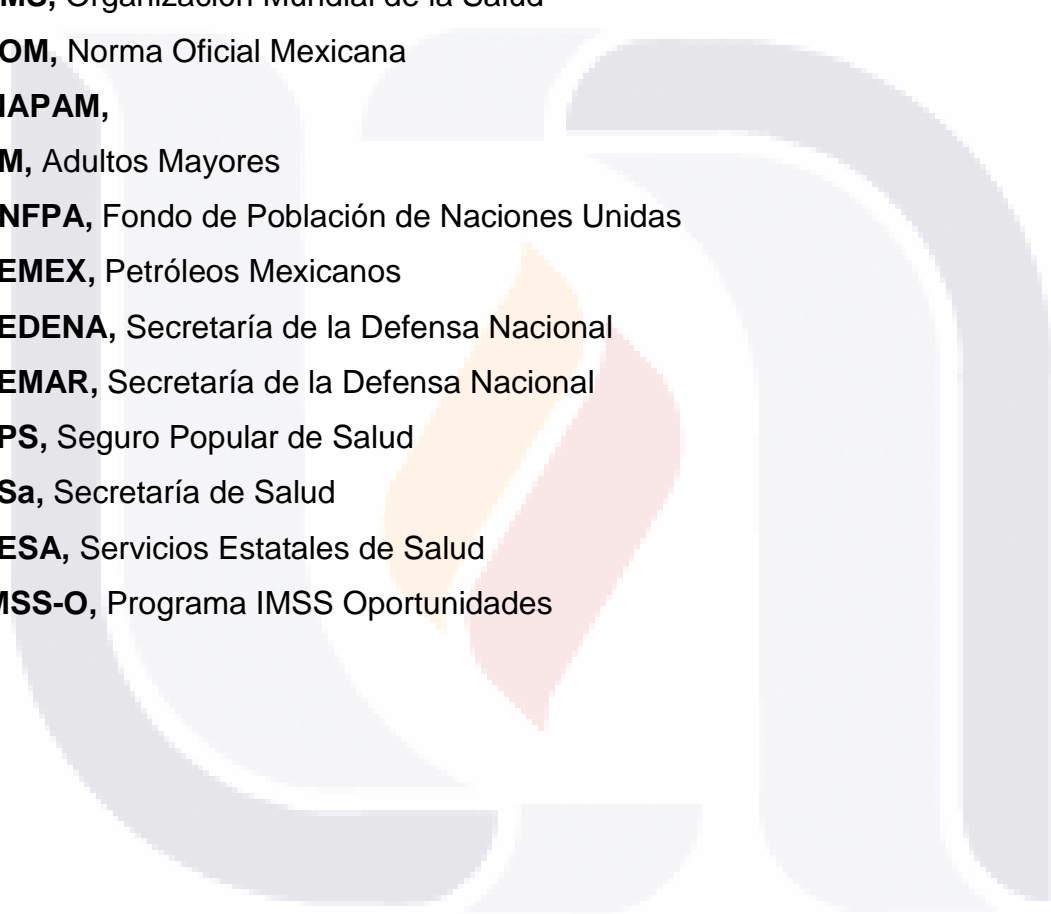 MS, Organización Mundial de la Salud
OM, Norma Oficial Mexicana
APAM,
M, Adultos Mayores
NFPA, Fondo de Población de Naciones Unidas
EMEX, Petróleos Mexicanos
EDENA, Secretaría de la Defensa Nacional
EMAR, Secretaría de la Defensa Nacional
PS, Seguro Popular de Salud
Sa, Secretaría de Salud
ESA, Servicios Estatales de Salud
MSS-O, Programa IMSS Oportunidades